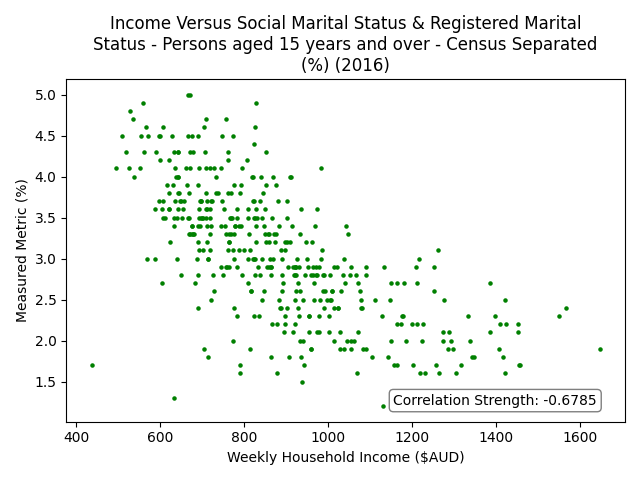 Income Versus Social Marital Status & Registered Marital
Status - Persons aged 15 years and over - Census Separated
(%) (2016)
Measured Metric (%)
5.0
4.5
4.0
3.5
3.0
2.5
2.0
1.5
Correlation Strength: -0.6785
400 600 800 1000 1200 1400 1600
Weekly Household Income ($AUD)